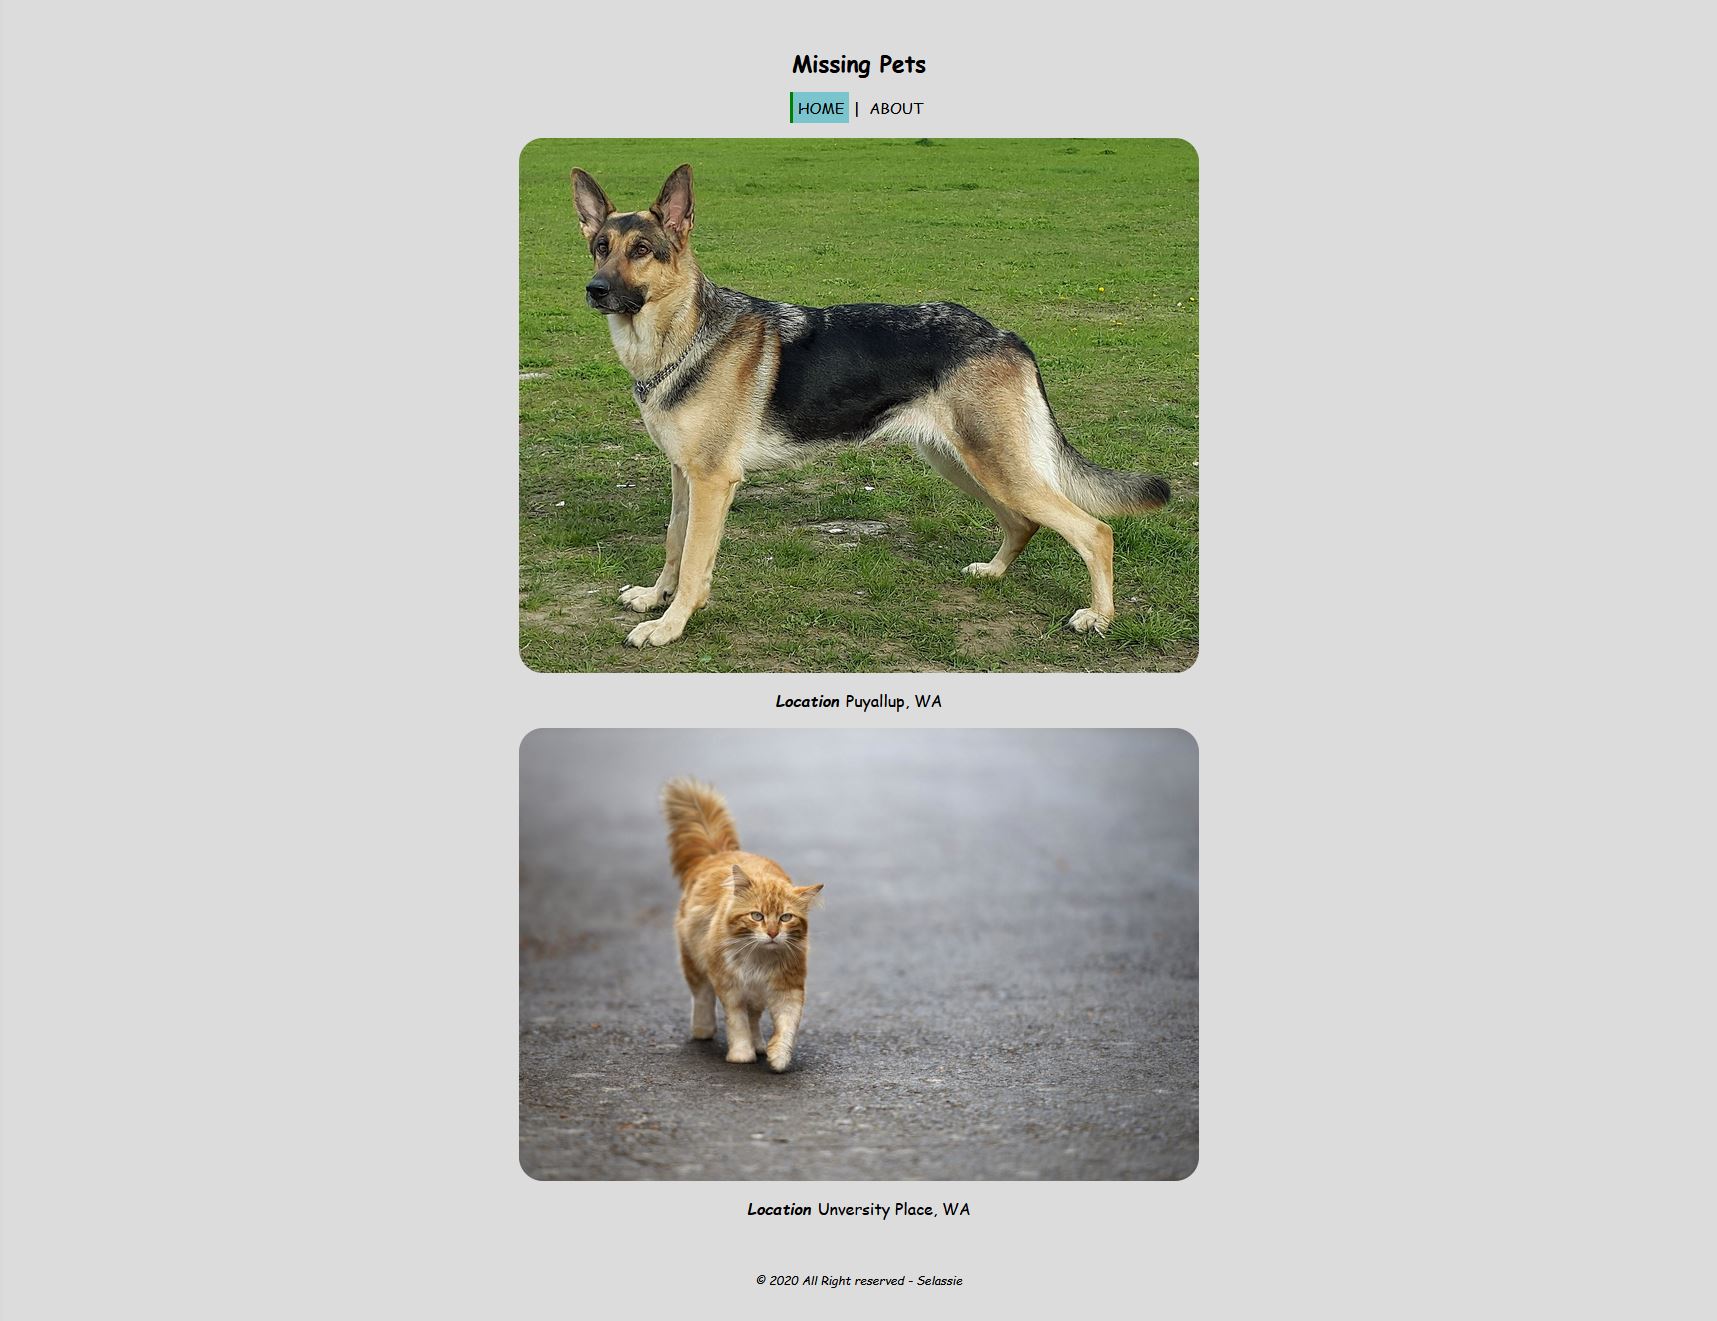 Missing Pets
HOME | ABOUT
Location Puyallup, WA
Location Unversity Place, WA
© 2020 All Right reserved - Selassie